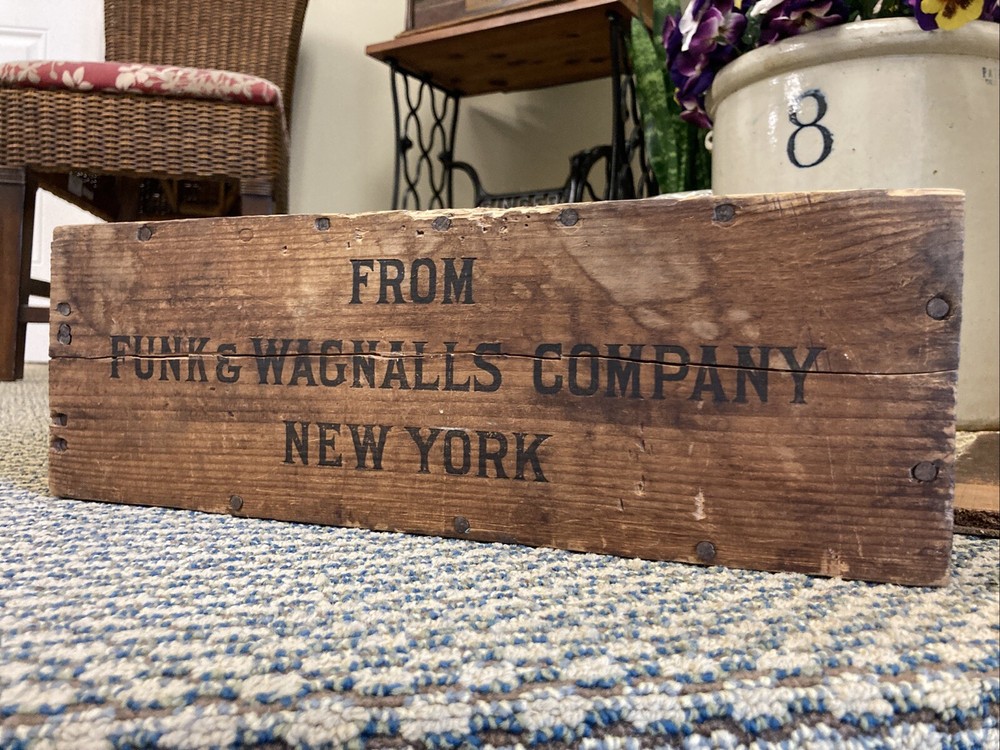 8
FROM
FUNK & WAGNALLS COMPANY
NEW YORK